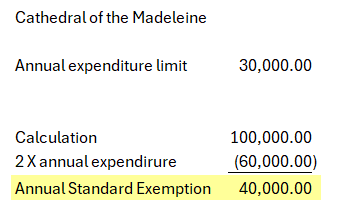 Cathedral of the Madeleine
Annual expenditure limit 30,000.00
Calculation 100,000.00
2 X annual expendirure (60,000.00)
Annual Standard Exemption 40,000.00